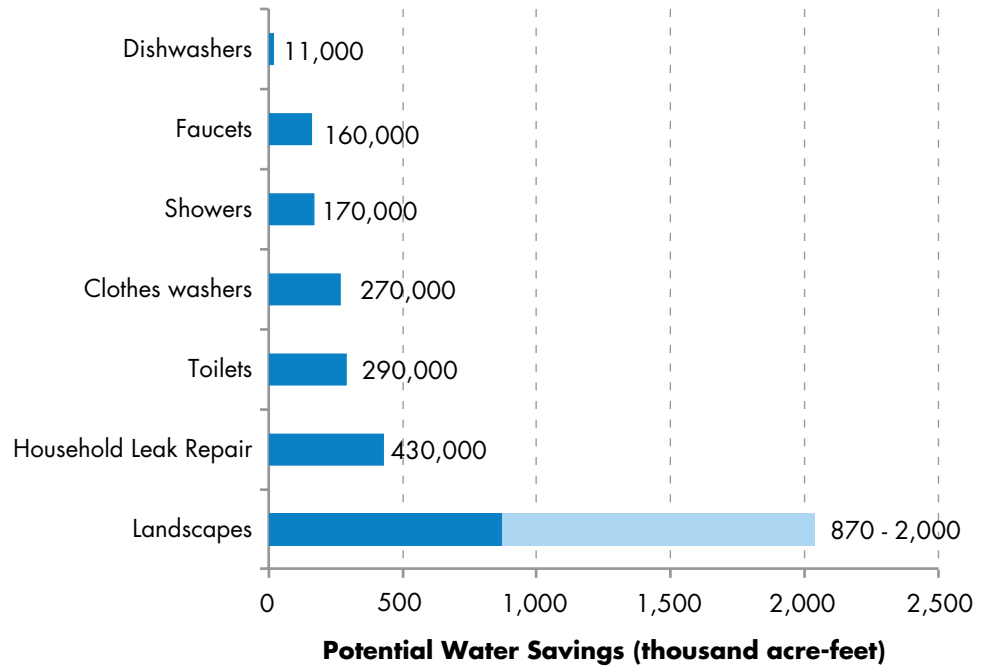 Dishwashers 11,000
Faucets 160,000
Showers 170,000
Clothes washers 270,000
Toilets 290,000
Household Leak Repair 430,000
Landscapes 870 - 2,000
0 500 1,000 1,500 2,000 2,500
Potential Water Savings (thousand acre-feet)